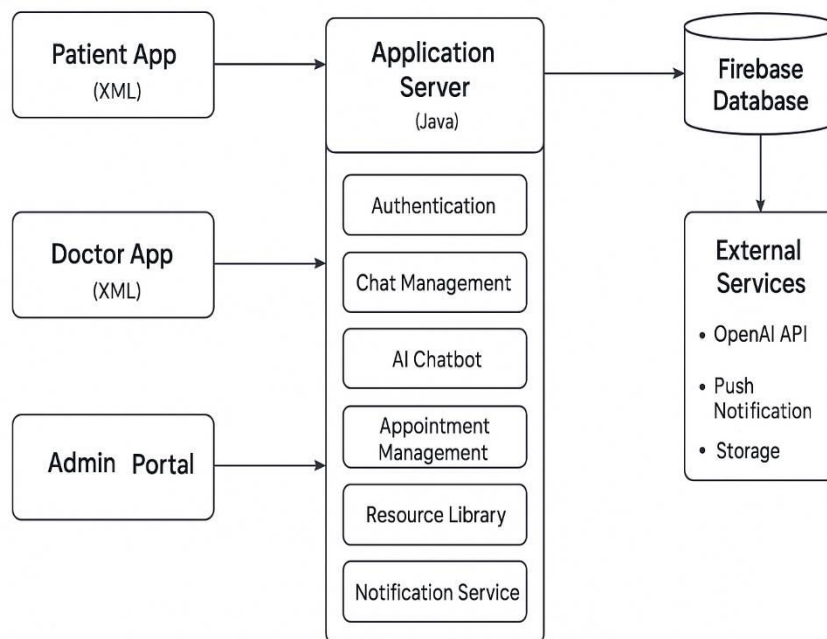 Patient App
(XML)
Doctor App
(XML)
Admin Portal
Application
Server
(Java)
Authentication
Chat Management
AI Chatbot
Appointment
Management
Resource Library
Notification Service
Firebase
Database
External
Services
• OpenAI API
• Push
Notification
• Storage